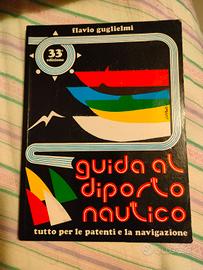 flavio guglielmi
33ª
edizione
guida al
diporto
nautico
tutto per le patenti e la navigazione